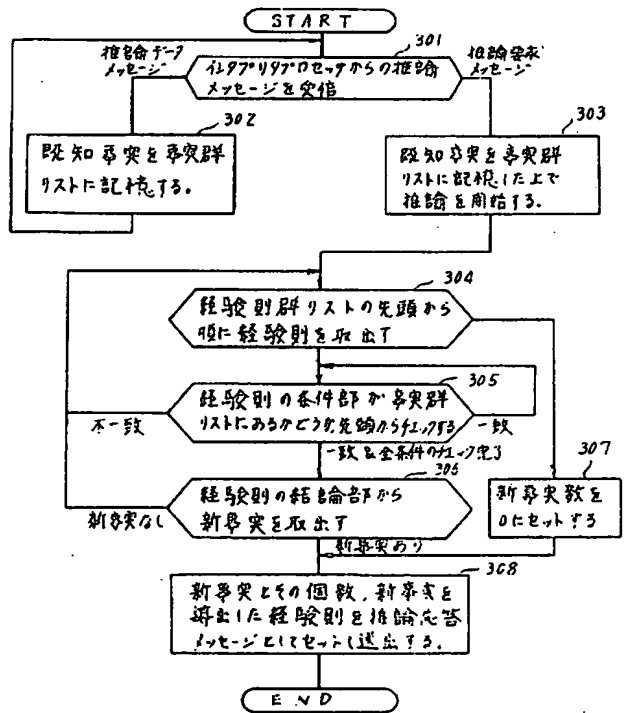 START
301
推論データ
メッセージ
推論要求
メッセージ
インタプリタプロセッサからの推論
メッセージを受信
302
既知事実を事実群
リストに記憶する。
303
既知事実を事実群
リストに記憶した上で
推論を開始する。
304
経験則群リストの先頭から
順に経験則を取出す
305
経験則の条件部が事実群
リストにあるかどうか先頭からチェックする
不一致
一致
一致&全条件のチェック完了
306
経験則の結論部から
新事実を取出す
新事実なし
307
新事実数を
0にセットする
新事実あり
308
新事実とその個数、新事実を
導出した経験則を推論応答
メッセージとしてセットし送出する。
END